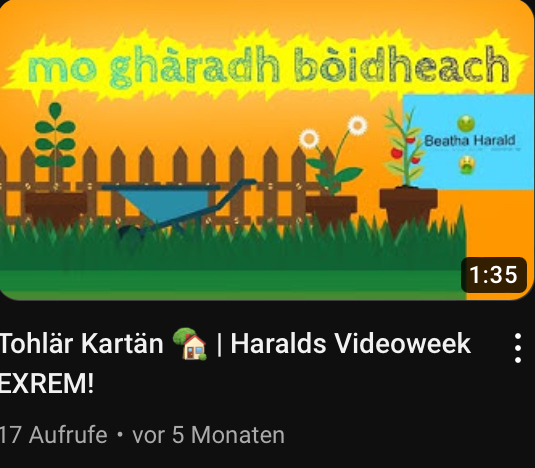 mo ghàradh bòidheach
Beatha Harald
1:35
Tohlär Kartän 🏡 | Haralds Videoweek
EXREM!
17 Aufrufe • vor 5 Monaten